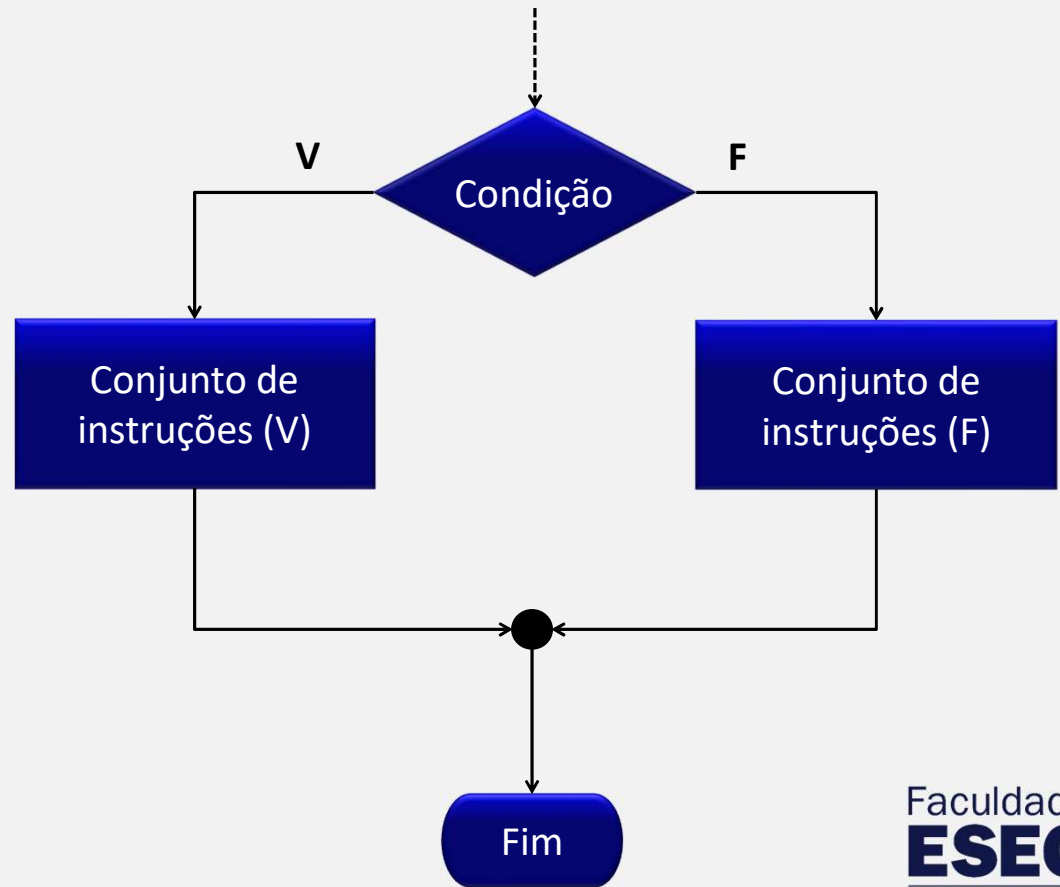 V
F
Condição
Conjunto de
instruções (V)
Conjunto de
instruções (F)
Fim